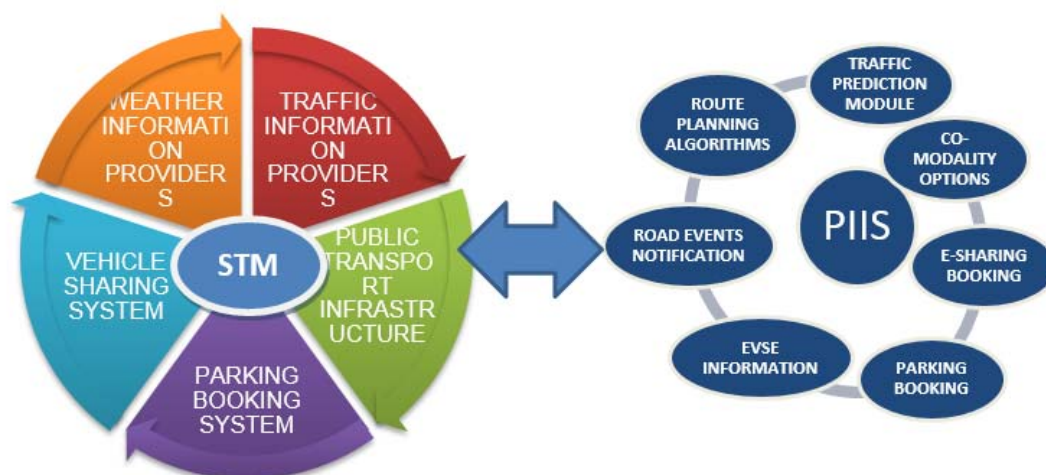 WEATHER
INFORMATI
ON
PROVIDER
S
TRAFFIC
INFORMATI
ON
PROVIDER
S
PUBLIC
TRANSPO
RT
INFRASTR
UCTURE
PARKING
BOOKING
SYSTEM
VEHICLE
SHARING
SYSTEM
STM
TRAFFIC
PREDICTION
MODULE
CO-
MODALITY
OPTIONS
E-SHARING
BOOKING
PARKING
BOOKING
EVSE
INFORMATION
ROAD EVENTS
NOTIFICATION
ROUTE
PLANNING
ALGORITHMS
PIIS